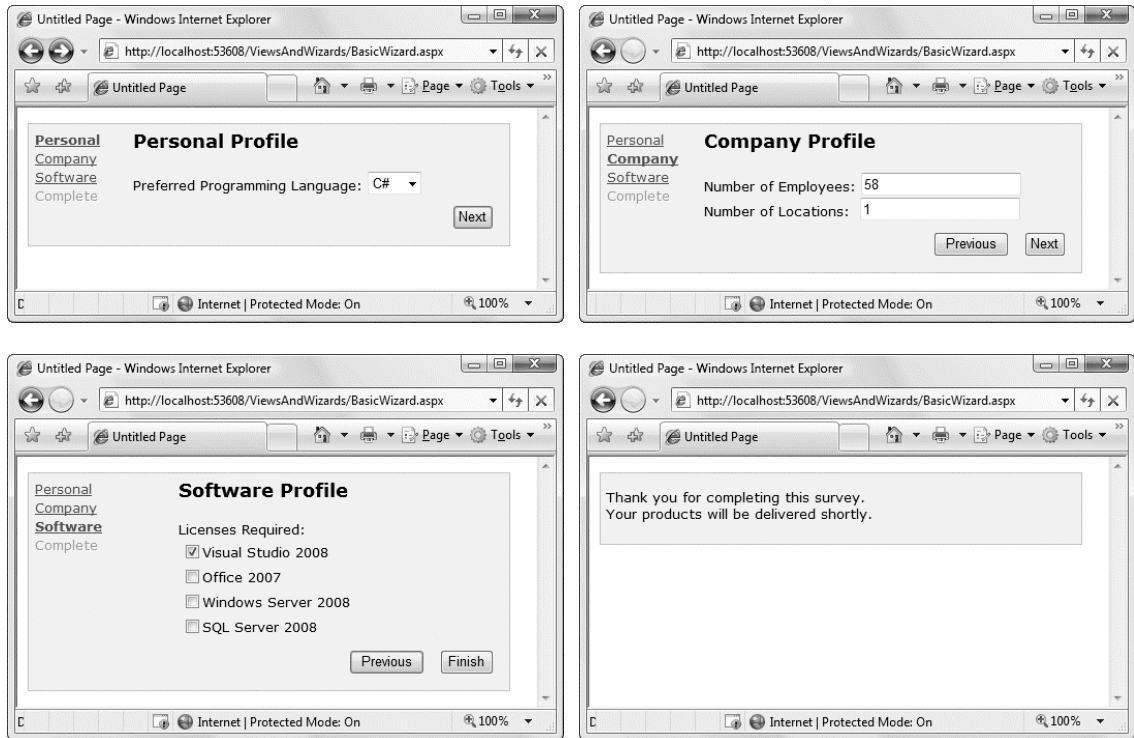 Untitled Page - Windows Internet Explorer
http://localhost:53608/ViewsAndWizards/BasicWizard.aspx
Untitled Page
Page
Tools
Personal
Company
Software
Complete
Personal Profile
Preferred Programming Language: C#
Next
Internet | Protected Mode: On
100%
Untitled Page - Windows Internet Explorer
http://localhost:53608/ViewsAndWizards/BasicWizard.aspx
Untitled Page
Page
Tools
Personal
Company
Software
Complete
Company Profile
Number of Employees: 58
Number of Locations: 1
Previous
Next
Internet | Protected Mode: On
100%
Untitled Page - Windows Internet Explorer
http://localhost:53608/ViewsAndWizards/BasicWizard.aspx
Untitled Page
Page
Tools
Personal
Company
Software
Complete
Software Profile
Licenses Required:
Visual Studio 2008
Office 2007
Windows Server 2008
SQL Server 2008
Previous
Finish
Internet | Protected Mode: On
100%
Untitled Page - Windows Internet Explorer
http://localhost:53608/ViewsAndWizards/BasicWizard.aspx
Untitled Page
Page
Tools
Thank you for completing this survey.
Your products will be delivered shortly.
Internet | Protected Mode: On
100%